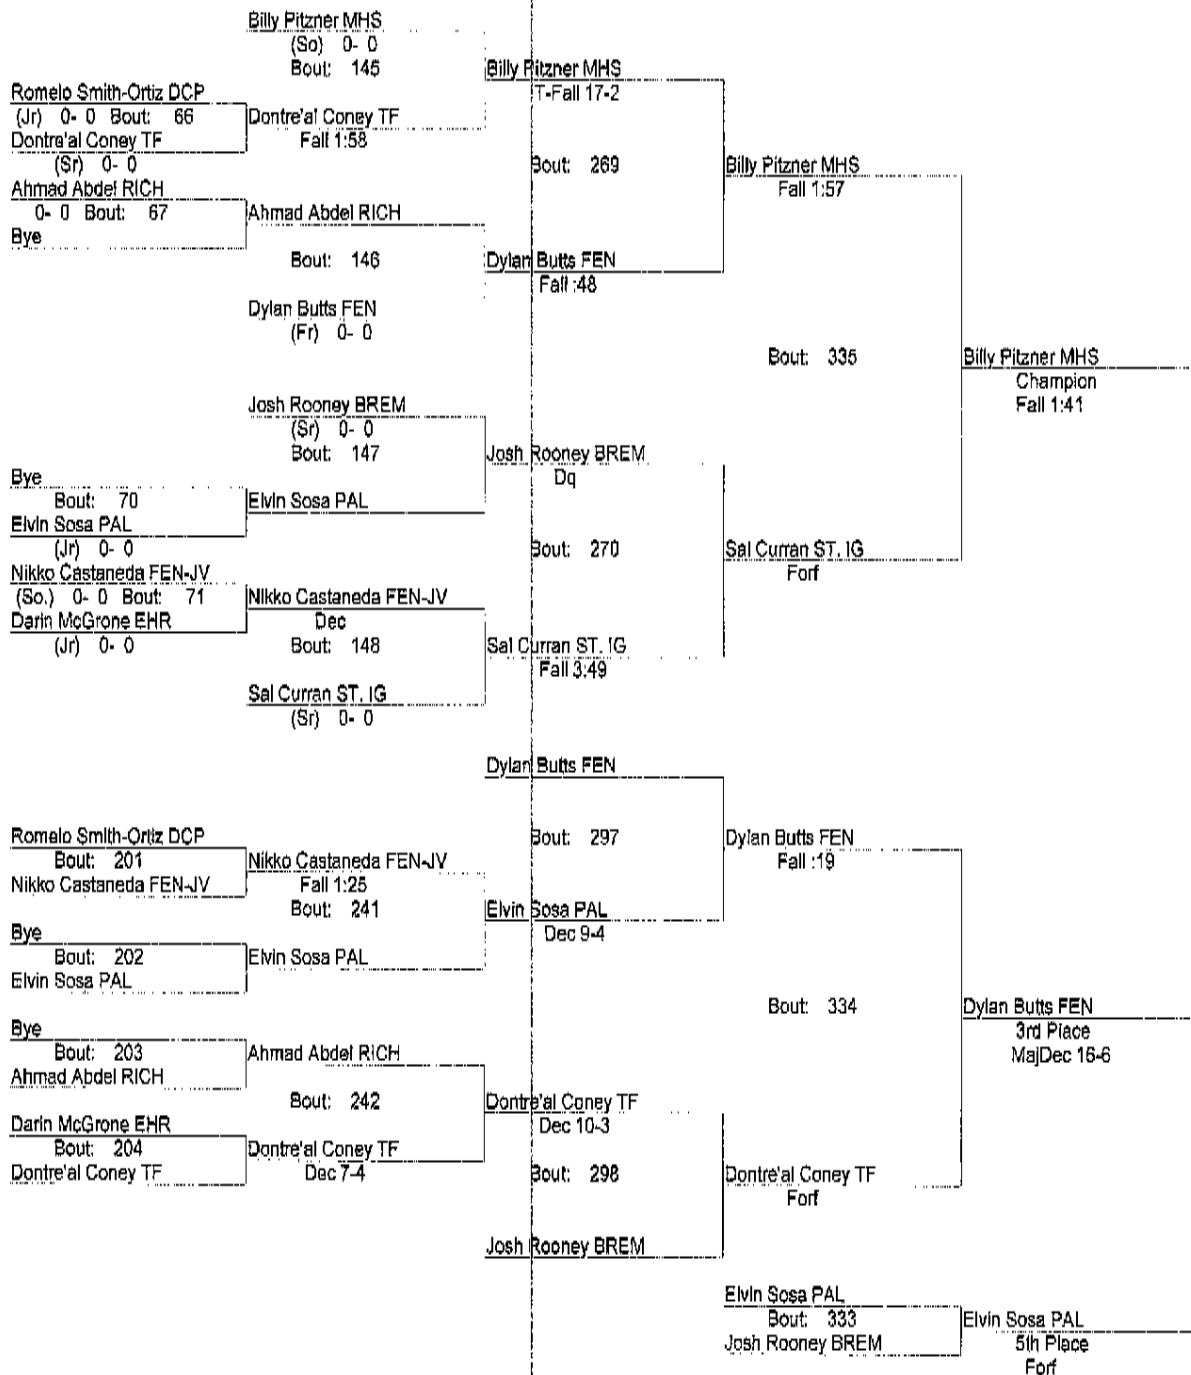 Billy Pitzner MHS
(So) 0- 0
Bout: 145
Billy Pitzner MHS
T-Fall 17-2
Romelo Smith-Ortiz DCP
(Jr) 0- 0 Bout: 66
Dontre'al Coney TF
Fall 1:58
Dontre'al Coney TF
(Sr) 0- 0
Bout: 269
Billy Pitzner MHS
Fall 1:57
Ahmad Abdel RICH
0- 0 Bout: 67
Ahmad Abdel RICH
Bye
Bout: 146
Dylan Butts FEN
Fall :48
Dylan Butts FEN
(Fr) 0- 0
Bout: 335
Billy Pitzner MHS
Champion
Fall 1:41
Josh Rooney BREM
(Sr) 0- 0
Bout: 147
Josh Rooney BREM
Dq
Bye
Bout: 70
Elvin Sosa PAL
Elvin Sosa PAL
(Jr) 0- 0
Bout: 270
Sal Curran ST. IG
Forf
Nikko Castaneda FEN-JV
(So.) 0- 0 Bout: 71
Nikko Castaneda FEN-JV
Dec
Darin McGrone EHR
(Jr) 0- 0
Bout: 148
Sal Curran ST. IG
Fall 3:49
Sal Curran ST. IG
(Sr) 0- 0
Dylan Butts FEN
Romelo Smith-Ortiz DCP
Bout: 201
Nikko Castaneda FEN-JV
Fall 1:25
Nikko Castaneda FEN-JV
Bout: 297
Dylan Butts FEN
Fall :19
Bout: 241
Elvin Sosa PAL
Dec 9-4
Bye
Bout: 202
Elvin Sosa PAL
Elvin Sosa PAL
Bout: 334
Dylan Butts FEN
3rd Place
MajDec 16-6
Bye
Bout: 203
Ahmad Abdel RICH
Ahmad Abdel RICH
Bout: 242
Dontre'al Coney TF
Dec 10-3
Darin McGrone EHR
Bout: 204
Dontre'al Coney TF
Dec 7-4
Dontre'al Coney TF
Bout: 298
Dontre'al Coney TF
Forf
Josh Rooney BREM
Elvin Sosa PAL
Bout: 333
Elvin Sosa PAL
Josh Rooney BREM
5th Place
Forf